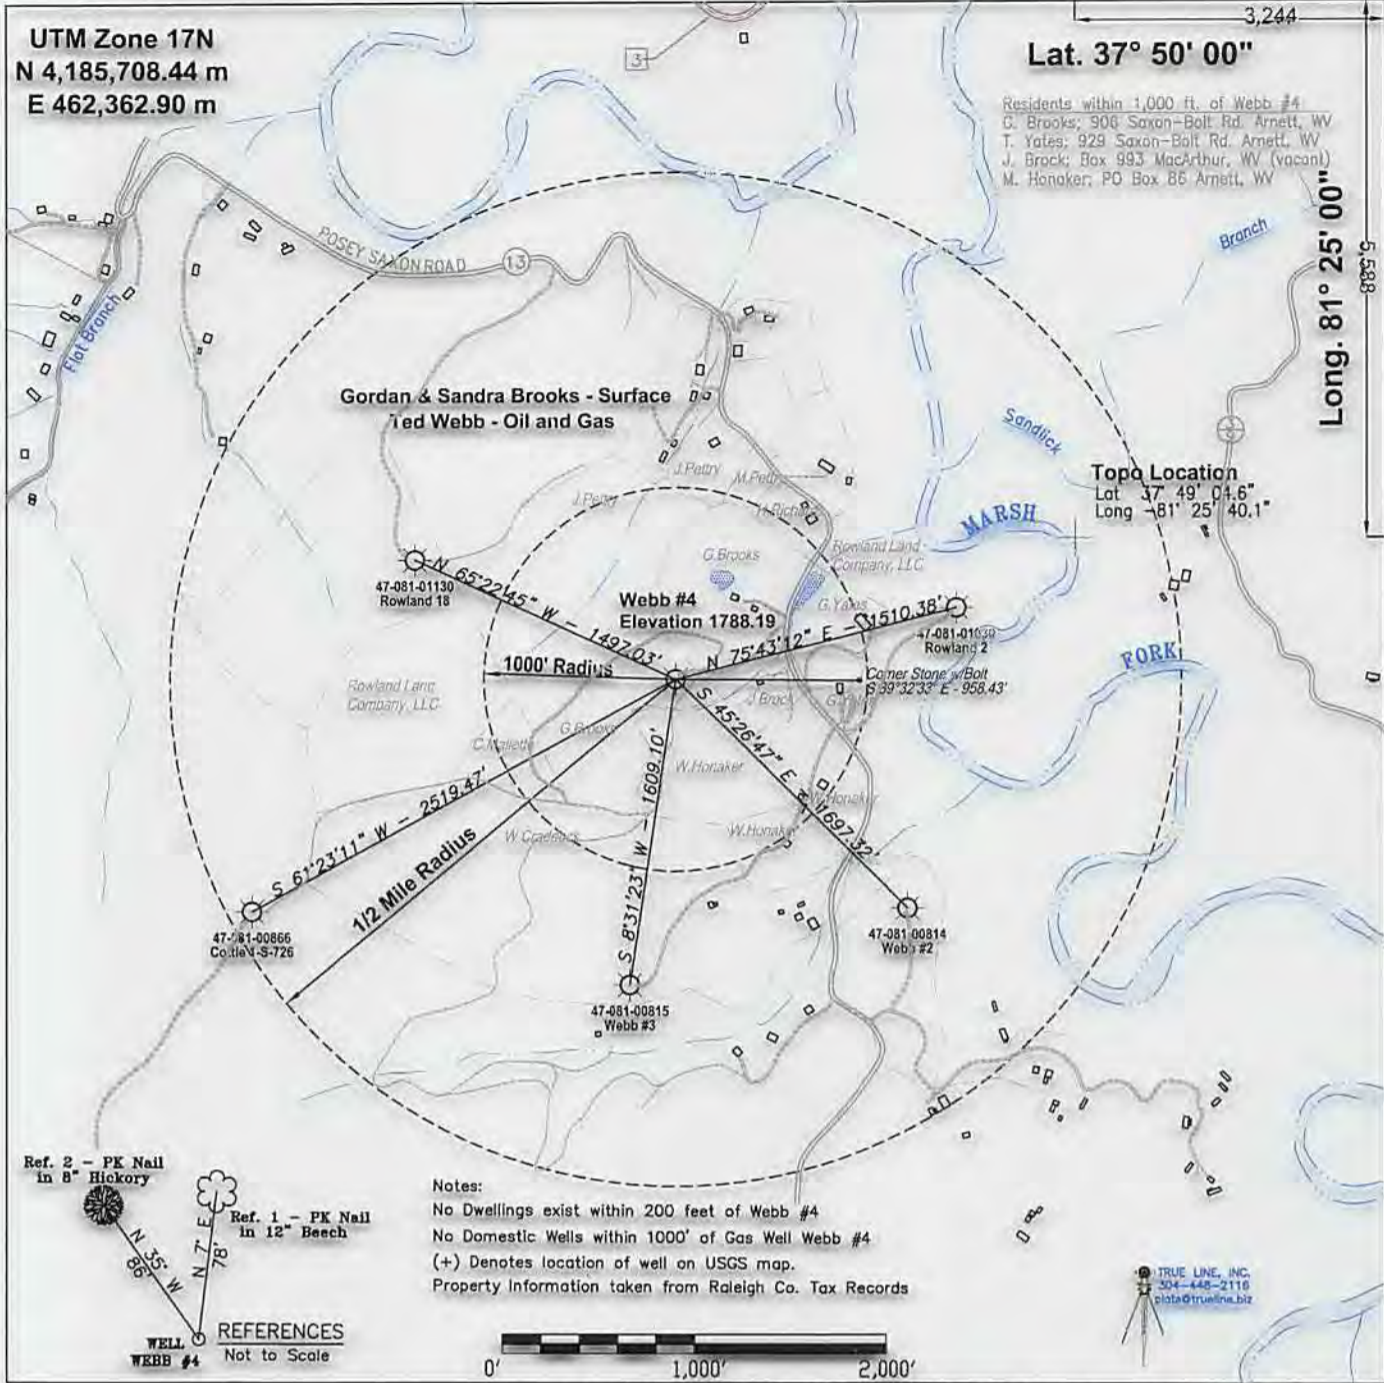 UTM Zone 17N
N 4,185,708.44 m
E 462,362.90 m
3
3,244
Lat. 37° 50' 00"
Residents within 1,000 ft. of Webb #4
G. Brooks; 906 Saxon-Bolt Rd. Arnett, WV
T. Yates; 929 Saxon-Bolt Rd. Arnett, WV
J. Brock; Box 993 MacArthur, WV (vacant)
M. Honaker; PO Box 86 Arnett, WV
Long. 81° 25' 00"
5,588
Branch
POSEY SAXON ROAD
13
Flat Branch
Gordan & Sandra Brooks - Surface
Ted Webb - Oil and Gas
Sandlick
Topo Location
Lat 37° 49' 04.6"
Long -81° 25' 40.1"
J.Pettry
M.Pettry
J.Petry
MARSH
G.Brooks
Rowland Land
Company, LLC
47-081-01130
Rowland 18
N 65°22'45" W - 1497.03'
Webb #4
Elevation 1788.19
G.Yates
N 75°43'12" E - 1510.38'
47-081-01030
Rowland 2
FORK
1000' Radius
Corner Stone w/Bolt
S 39°32'33" E - 958.43'
Rowland Land
Company, LLC
J.Brock
G.Brooks
S 45°26'47" E - 1697.32'
W.Honaker
W.Honaker
W.Honaker
S 8°31'23" W - 1609.10'
S 61°23'11" W - 2519.47'
W.Craddock
1/2 Mile Radius
47-081-00866
S-726
47-081-00814
Webb #2
47-081-00815
Webb #3
Ref. 2 - PK Nail
in 8" Hickory
Ref. 1 - PK Nail
in 12" Beech
N 35° W
86'
N 7° E
78'
WELL
WEBB #4
REFERENCES
Not to Scale
Notes:
No Dwellings exist within 200 feet of Webb #4
No Domestic Wells within 1000' of Gas Well Webb #4
(+) Denotes location of well on USGS map.
Property Information taken from Raleigh Co. Tax Records
0'
1,000'
2,000'
TRUE LINE, INC.
304-448-2116
plats@trueline.biz